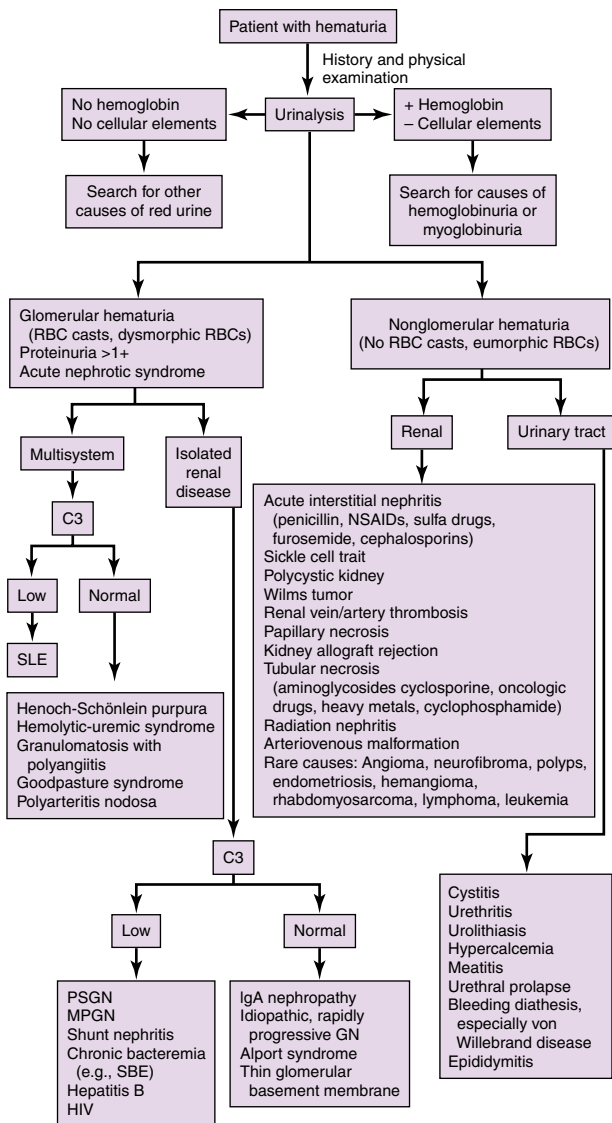 Patient with hematuria
History and physical
examination
No hemoglobin
No cellular elements
Urinalysis
+ Hemoglobin
– Cellular elements
Search for other
causes of red urine
Search for causes of
hemoglobinuria or
myoglobinuria
Glomerular hematuria
(RBC casts, dysmorphic RBCs)
Proteinuria >1+
Acute nephrotic syndrome
Nonglomerular hematuria
(No RBC casts, eumorphic RBCs)
Multisystem
Isolated
renal
disease
Renal
Urinary tract
C3
Low
Normal
SLE
Henoch-Schönlein purpura
Hemolytic-uremic syndrome
Granulomatosis with
polyangiitis
Goodpasture syndrome
Polyarteritis nodosa
Acute interstitial nephritis
(penicillin, NSAIDs, sulfa drugs,
furosemide, cephalosporins)
Sickle cell trait
Polycystic kidney
Wilms tumor
Renal vein/artery thrombosis
Papillary necrosis
Kidney allograft rejection
Tubular necrosis
(aminoglycosides cyclosporine, oncologic
drugs, heavy metals, cyclophosphamide)
Radiation nephritis
Arteriovenous malformation
Rare causes: Angioma, neurofibroma, polyps,
endometriosis, hemangioma,
rhabdomyosarcoma, lymphoma, leukemia
C3
Low
Normal
PSGN
MPGN
Shunt nephritis
Chronic bacteremia
(e.g., SBE)
Hepatitis B
HIV
IgA nephropathy
Idiopathic, rapidly
progressive GN
Alport syndrome
Thin glomerular
basement membrane
Cystitis
Urethritis
Urolithiasis
Hypercalcemia
Meatitis
Urethral prolapse
Bleeding diathesis,
especially von
Willebrand disease
Epididymitis